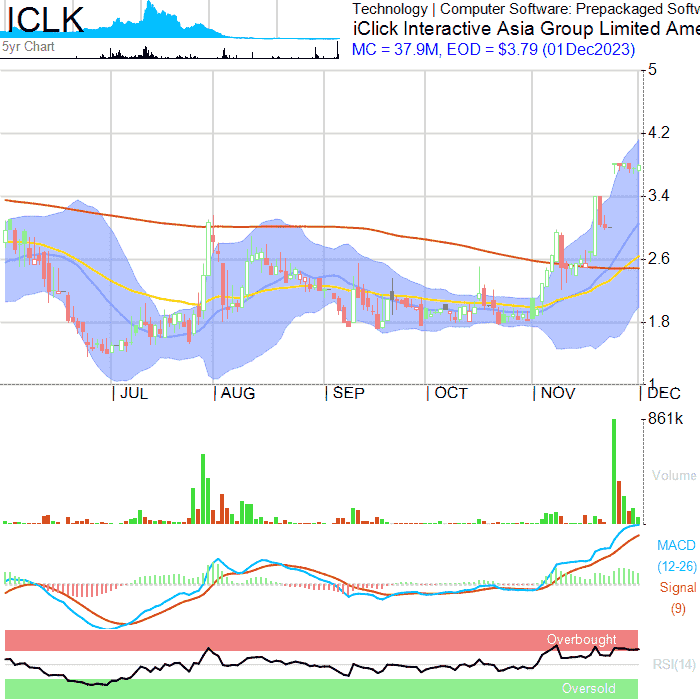 ICLK
5yr Chart
Technology | Computer Software: Prepackaged Softw
iClick Interactive Asia Group Limited Ame
MC = 37.9M, EOD = $3.79 (01Dec2023)
5
4.2
3.4
2.6
1.8
1
JUL
AUG
SEP
OCT
NOV
DEC
861k
Volume
MACD
(12-26)
Signal
(9)
Overbought
RSI(14)
Oversold